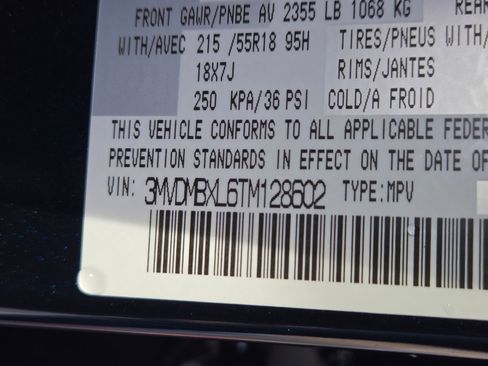 FRONT GAWR/PNBE AV 2355 LB 1068 KG REAR
WITH/AVEC 215 /55R18 95H TIRES/PNEUS WITH/
18X7J RIMS/JANTES
250 KPA/36 PSI COLD/A FROID
THIS VEHICLE CONFORMS TO ALL APPLICABLE FEDER
PREVENTION STANDARDS IN EFFECT ON THE DATE OF
VIN: 3MVDMBXL6TM128602 TYPE:MPV